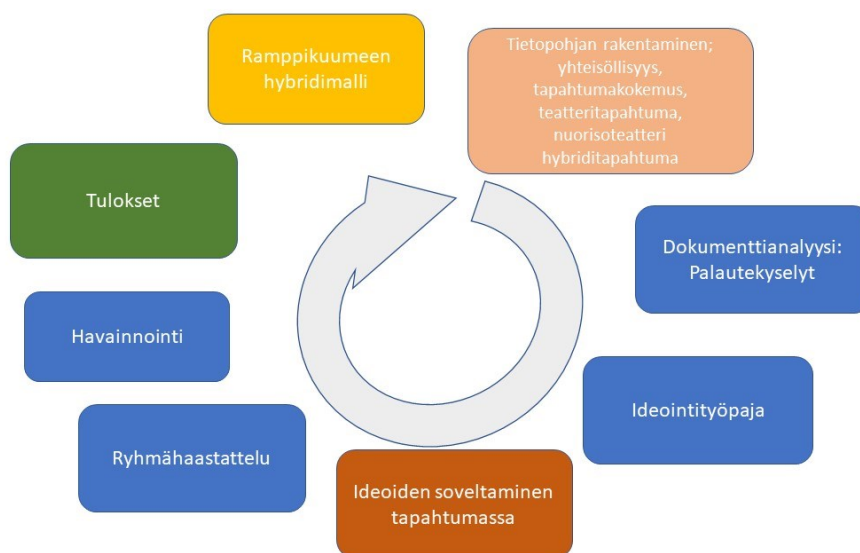 Ramppikuumeen
hybridimalli
Tietopohjan rakentaminen;
yhteisöllisyys,
tapahtumakokemus,
teatteritapahtuma,
nuorisoteatteri
hybriditapahtuma
Dokumenttianalyysi:
Palautekyselyt
Ideointityöpaja
Ideoiden soveltaminen
tapahtumassa
Ryhmähaastattelu
Havainnointi
Tulokset